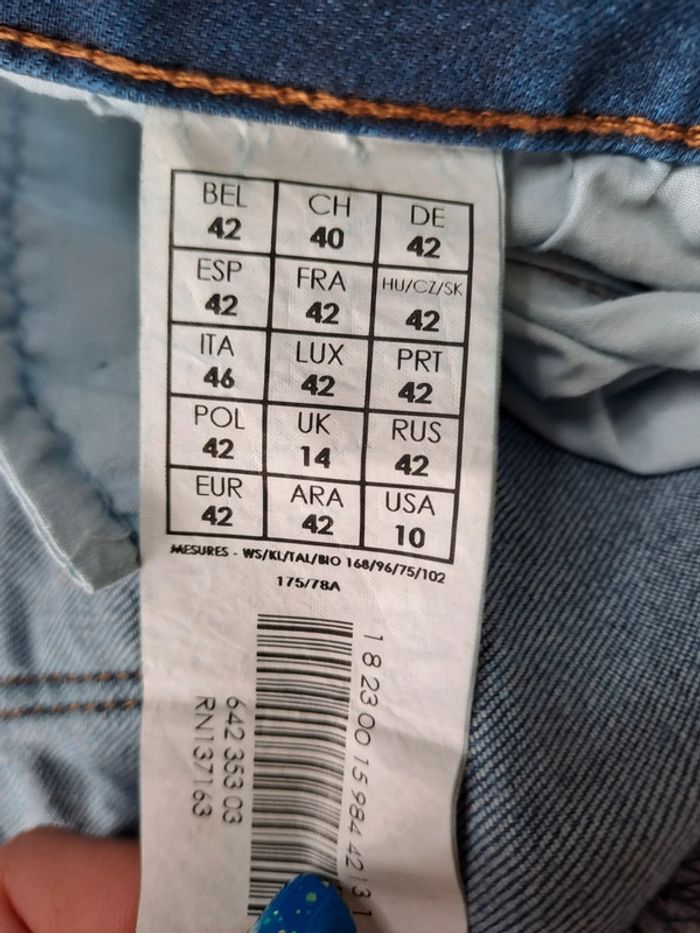 BEL CH DE
42 40 42
ESP FRA HU/CZ/SK
42 42 42
ITA LUX PRT
46 42 42
POL UK RUS
42 14 42
EUR ARA USA
42 42 10
MESURES - WS/KL/TAL/BIO 168/96/75/102
175/78A
1 8 23 00 15 984 42 13 1
642 353 03
RN137163